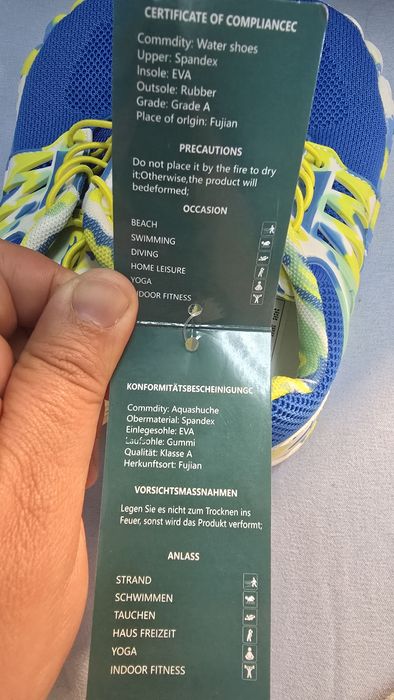 CERTIFICATE OF COMPLIANCEC
Commdity: Water shoes
Upper: Spandex
Insole: EVA
Outsole: Rubber
Grade: Grade A
Place of orlgin: Fujian
PRECAUTIONS
Do not place it by the fire to dry
it;Otherwise,the product will
bedeformed;
OCCASION
BEACH
SWIMMING
DIVING
HOME LEISURE
YOGA
INDOOR FITNESS
KONFORMITÄTSBESCHEINIGUNGC
Commdity: Aquashuche
Obermaterial: Spandex
Einlegesohle: EVA
Laufsohle: Gummi
Qualität: Klasse A
Herkunftsort: Fujian
VORSICHTSMASSNAHMEN
Legen Sie es nicht zum Trocknen ins
Feuer, sonst wird das Produkt verformt;
ANLASS
STRAND
SCHWIMMEN
TAUCHEN
HAUS FREIZEIT
YOGA
INDOOR FITNESS